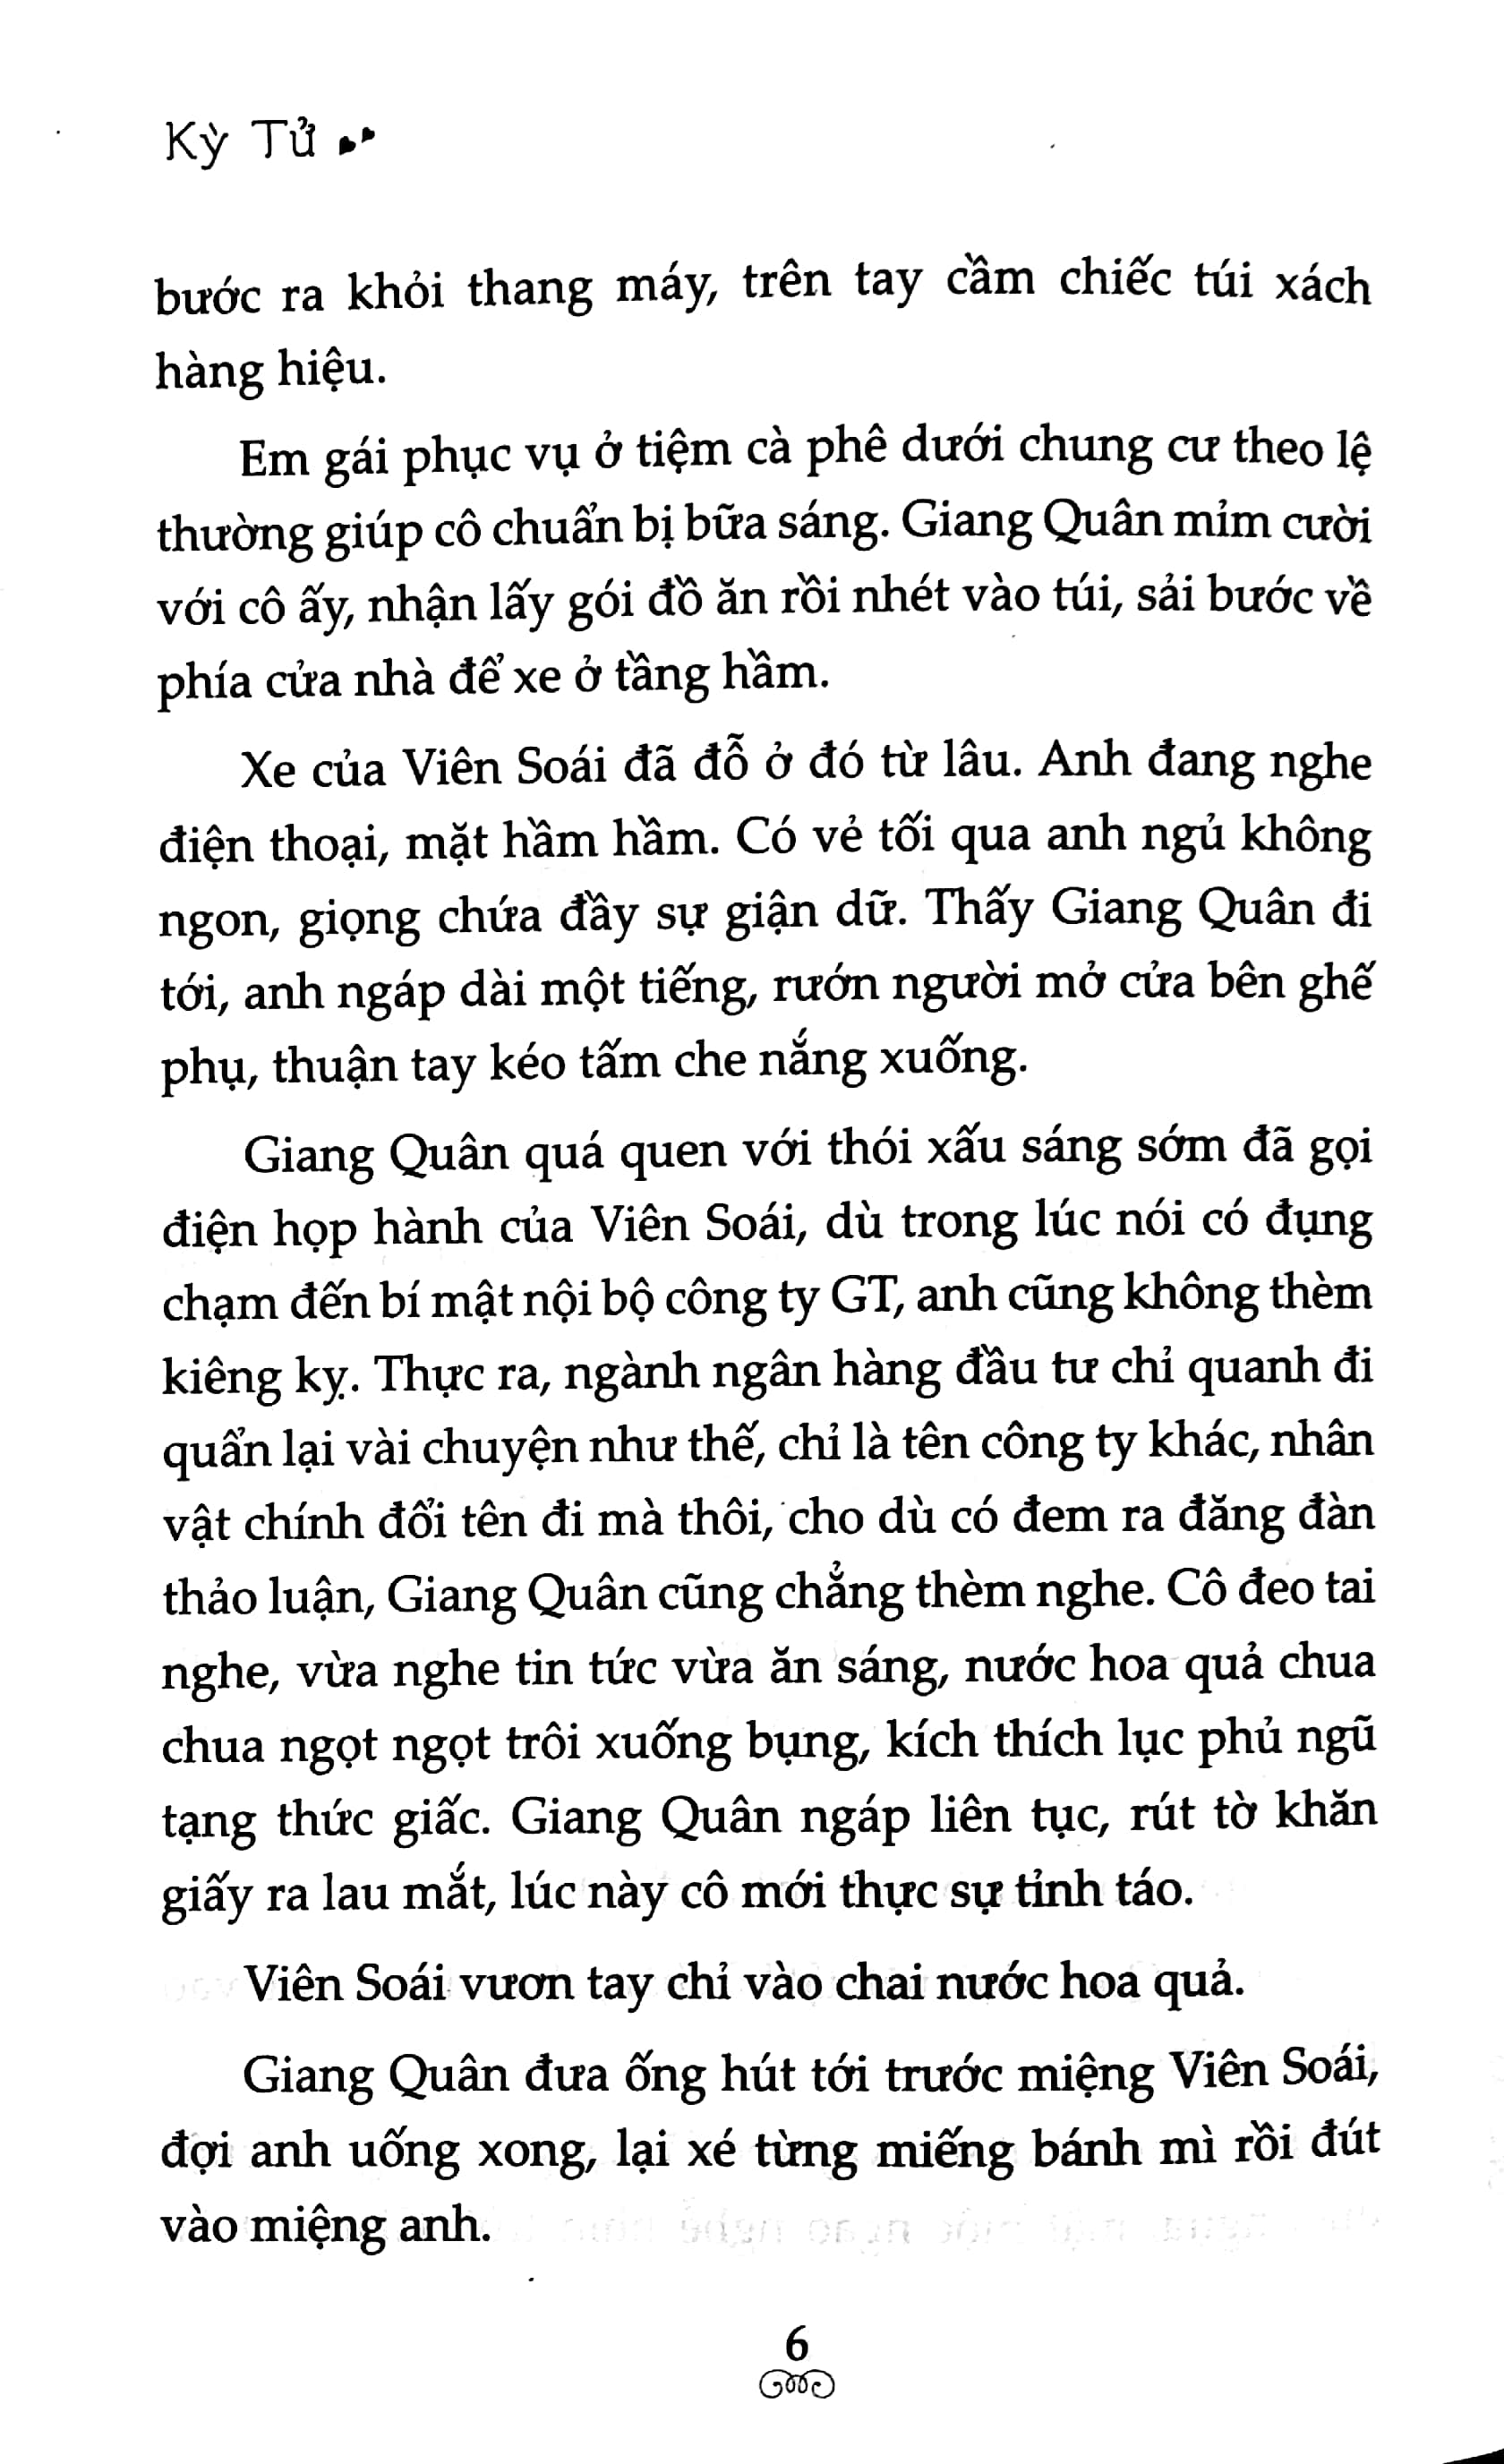 Kỳ Tử
bước ra khỏi thang máy, trên tay cầm chiếc túi xách
hàng hiệu.
Em gái phục vụ ở tiệm cà phê dưới chung cư theo lệ
thường giúp cô chuẩn bị bữa sáng. Giang Quân mỉm cười
với cô ấy, nhận lấy gói đồ ăn rồi nhét vào túi, sải bước về
phía cửa nhà để xe ở tầng hầm.
Xe của Viên Soái đã đỗ ở đó từ lâu. Anh đang nghe
điện thoại, mặt hầm hầm. Có vẻ tối qua anh ngủ không
ngon, giọng chứa đầy sự giận dữ. Thấy Giang Quân đi
tới, anh ngáp dài một tiếng, rướn người mở cửa bên ghế
phụ, thuận tay kéo tấm che nắng xuống.
Giang Quân quá quen với thói xấu sáng sớm đã gọi
điện họp hành của Viên Soái, dù trong lúc nói có đụng
chạm đến bí mật nội bộ công ty GT, anh cũng không thèm
kiêng kỵ. Thực ra, ngành ngân hàng đầu tư chỉ quanh đi
quẩn lại vài chuyện như thế, chỉ là tên công ty khác, nhân
vật chính đổi tên đi mà thôi, cho dù có đem ra đăng đàn
thảo luận, Giang Quân cũng chẳng thèm nghe. Cô đeo tai
nghe, vừa nghe tin tức vừa ăn sáng, nước hoa quả chua
chua ngọt ngọt trôi xuống bụng, kích thích lục phủ ngũ
tạng thức giấc. Giang Quân ngáp liên tục, rút tờ khăn
giấy ra lau mắt, lúc này cô mới thực sự tỉnh táo.
Viên Soái vươn tay chỉ vào chai nước hoa quả.
Giang Quân đưa ống hút tới trước miệng Viên Soái,
đợi anh uống xong, lại xé từng miếng bánh mì rồi đút
vào miệng anh.
6